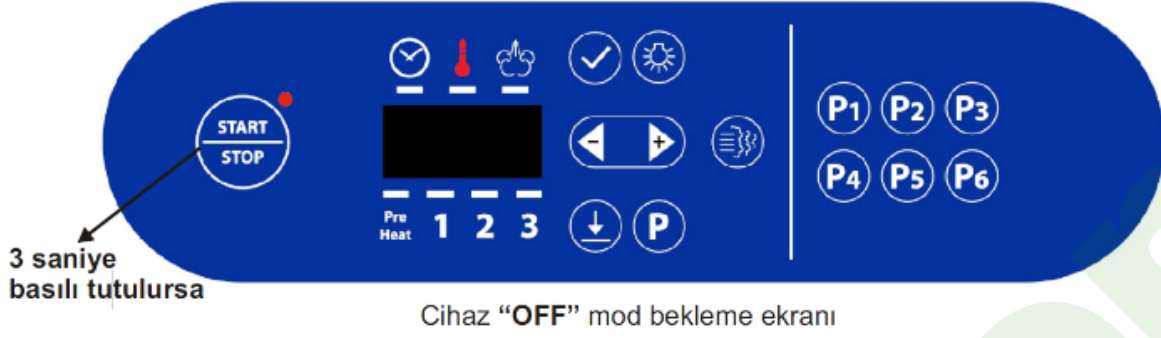 START
STOP
- +
Pre
Heat 1 2 3
P
P1 P2 P3
P4 P5 P6
3 saniye
basılı tutulursa
Cihaz “OFF” mod bekleme ekranı